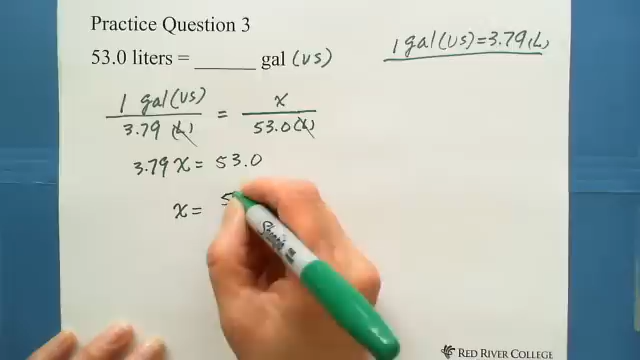 Practice Question 3
1 gal(US) = 3.79 (L)
53.0 liters = ______ gal (US)
1 gal(US) = x
3.79 (L) 53.0 (L)
3.79 x = 53.0
x = 5
Sharpie
RED RIVER COLLEGE